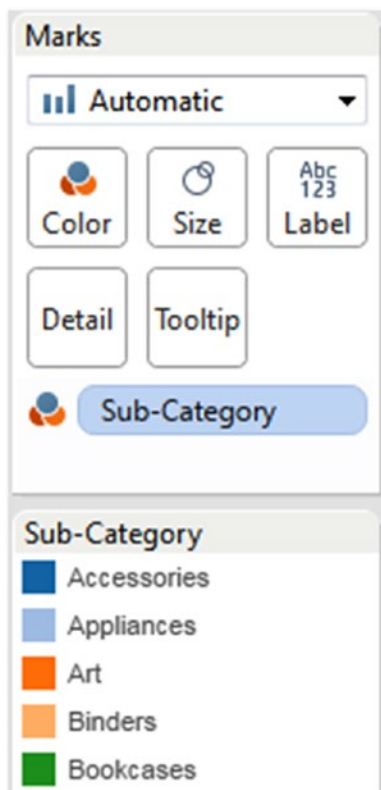 Marks
Automatic
Color
Size
Abc
123
Label
Detail
Tooltip
Sub-Category
Sub-Category
Accessories
Appliances
Art
Binders
Bookcases